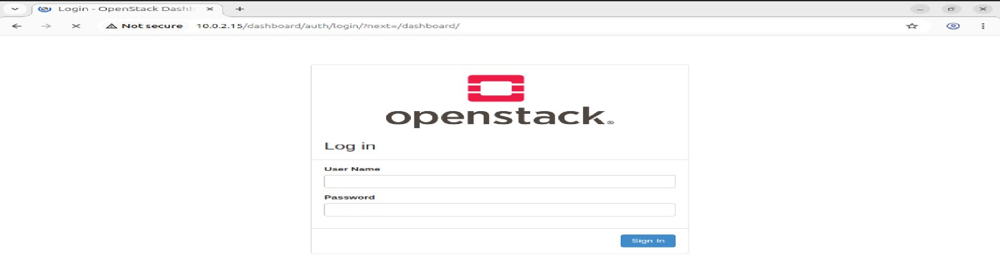 Login - OpenStack Dashb
Not secure 10.0.2.15/dashboard/auth/login/?next=/dashboard/
openstack®
Log in
User Name
Password
Sign In